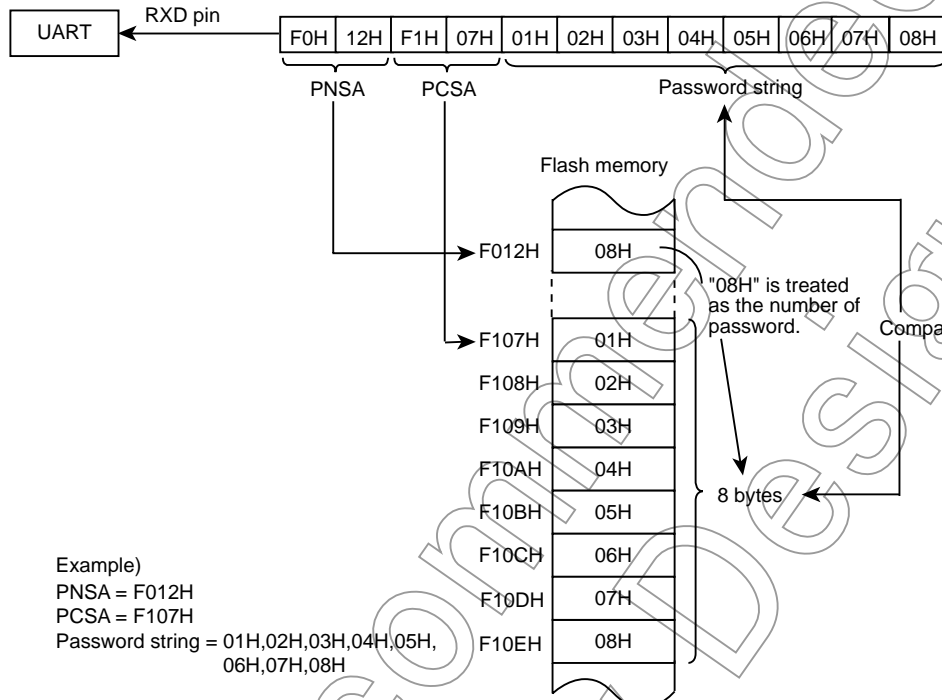 RXD pin
UART
F0H 12H F1H 07H 01H 02H 03H 04H 05H 06H 07H 08H
PNSA PCSA Password string
Flash memory
F012H 08H
"08H" is treated
as the number of
password.
Compa
F107H 01H
F108H 02H
F109H 03H
F10AH 04H
F10BH 05H
8 bytes
F10CH 06H
F10DH 07H
F10EH 08H
Example)
PNSA = F012H
PCSA = F107H
Password string = 01H,02H,03H,04H,05H,
06H,07H,08H